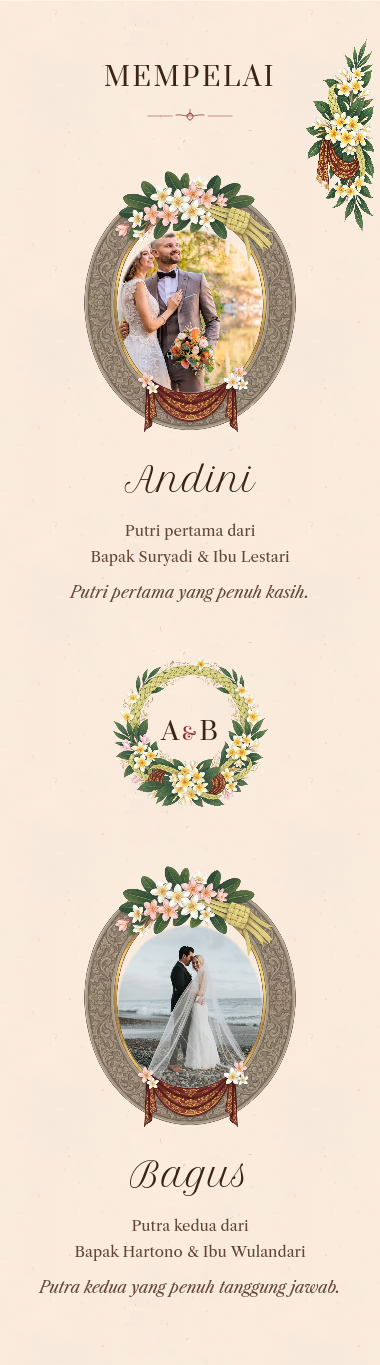 MEMPELAI
Andini
Putri pertama dari
Bapak Suryadi & Ibu Lestari
Putri pertama yang penuh kasih.
A&B
Bagus
Putra kedua dari
Bapak Hartono & Ibu Wulandari
Putra kedua yang penuh tanggung jawab.